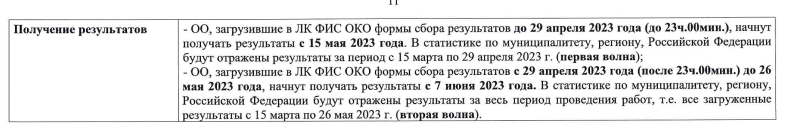 11
Получение результатов
- ОО, загрузившие в ЛК ФИС ОКО формы сбора результатов до 29 апреля 2023 года (до 23ч.00мин.), начнут
получать результаты с 15 мая 2023 года. В статистике по муниципалитету, региону, Российской Федерации
будут отражены результаты за период с 15 марта по 29 апреля 2023 г. (первая волна);
- ОО, загрузившие в ЛК ФИС ОКО формы сбора результатов с 29 апреля 2023 года (после 23ч.00мин.) до 26
мая 2023 года, начнут получать результаты с 7 июня 2023 года. В статистике по муниципалитету, региону,
Российской Федерации будут отражены результаты за весь период проведения работ, т.е. все загруженные
результаты с 15 марта по 26 мая 2023 г. (вторая волна).